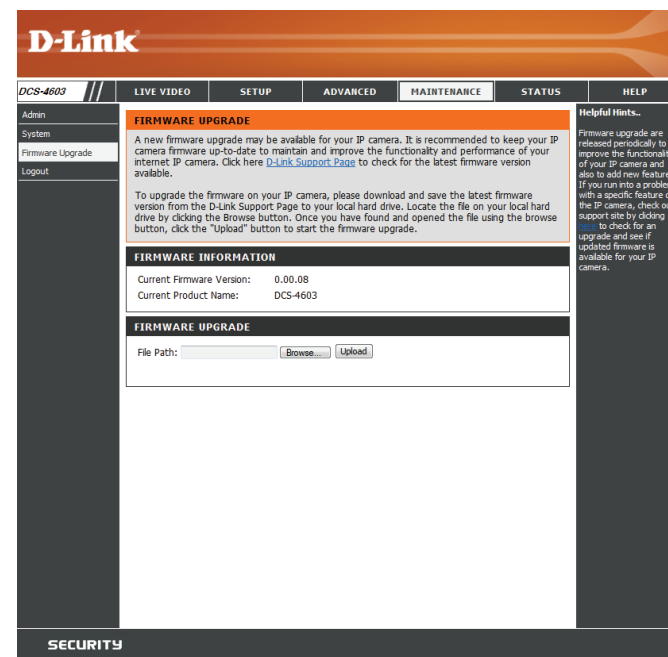 D-Link
DCS-4603
LIVE VIDEO
SETUP
ADVANCED
MAINTENANCE
STATUS
HELP
Admin
System
Firmware Upgrade
Logout
FIRMWARE UPGRADE
A new firmware upgrade may be available for your IP camera. It is recommended to keep your IP
camera firmware up-to-date to maintain and improve the functionality and performance of your
internet IP camera. Click here D-Link Support Page to check for the latest firmware version
available.
To upgrade the firmware on your IP camera, please download and save the latest firmware
version from the D-Link Support Page to your local hard drive. Locate the file on your local hard
drive by clicking the Browse button. Once you have found and opened the file using the browse
button, click the "Upload" button to start the firmware upgrade.
FIRMWARE INFORMATION
Current Firmware Version: 0.00.08
Current Product Name: DCS-4603
FIRMWARE UPGRADE
File Path: Browse... Upload
Helpful Hints..
Firmware upgrade are
released periodically to
improve the functionalit
of your IP camera and
also to add new feature
If you run into a proble
with a specific feature o
the IP camera, check ou
support site by clicking
here to check for an
upgrade and see if
updated firmware is
available for your IP
camera.
SECURITY